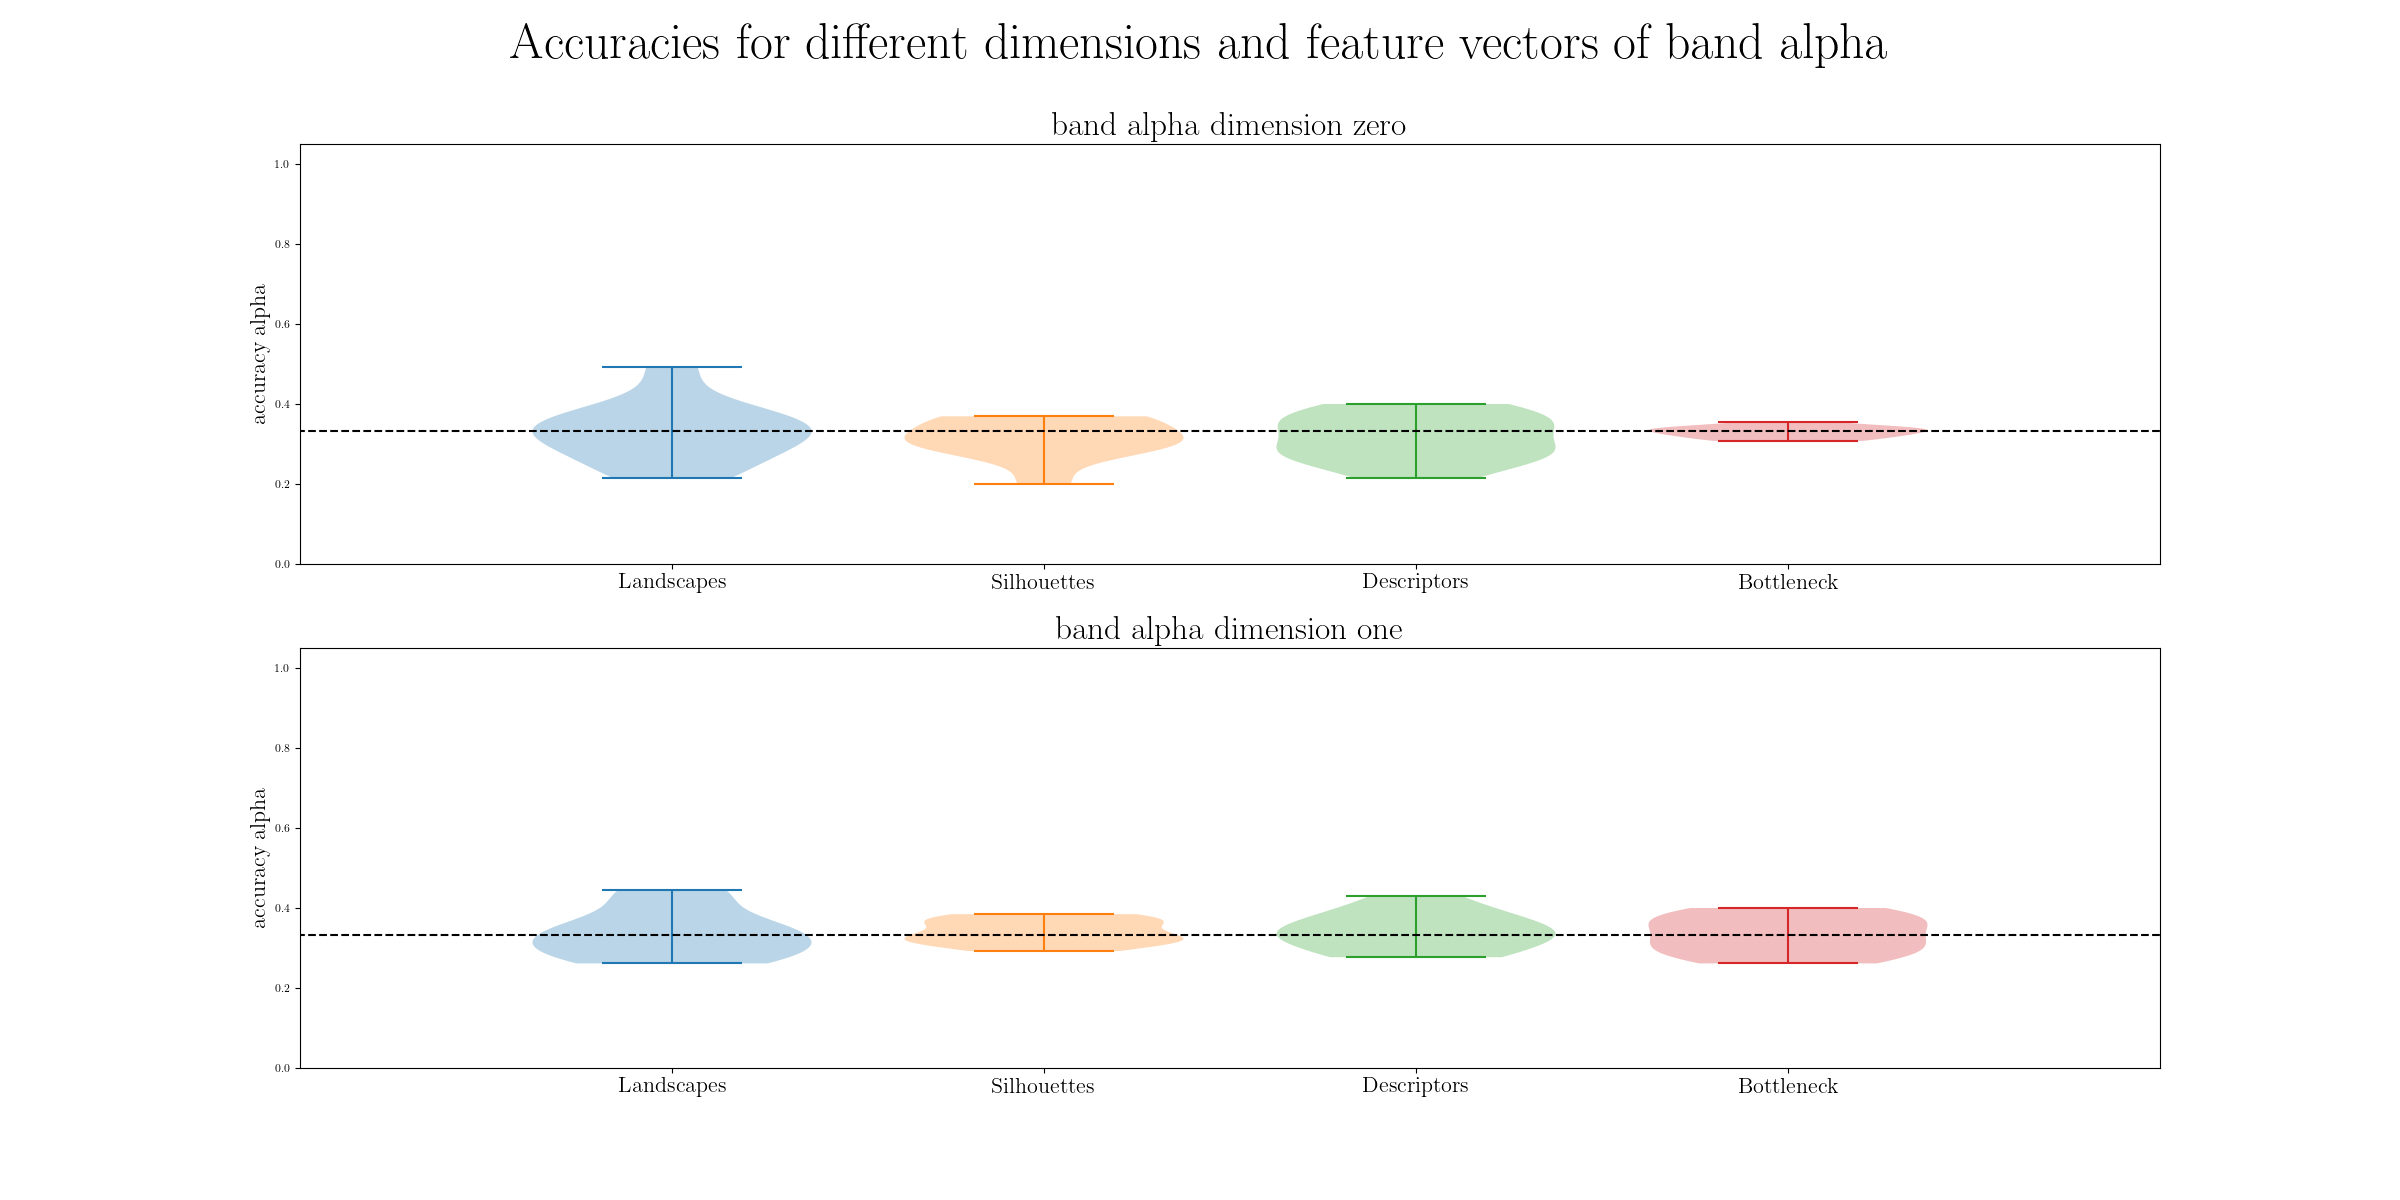 Accuracies for different dimensions and feature vectors of band alpha
band alpha dimension zero
1.0
0.8
0.6
0.4
0.2
0.0
accuracy alpha
Landscapes Silhouettes Descriptors Bottleneck
band alpha dimension one
1.0
0.8
0.6
0.4
0.2
0.0
accuracy alpha
Landscapes Silhouettes Descriptors Bottleneck